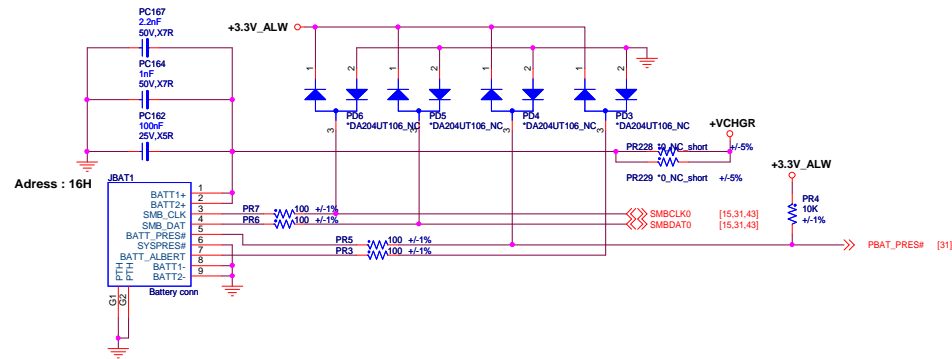 PC167
2.2nF
50V,X7R
PC164
1nF
50V,X7R
PC162
100nF
25V,X5R
+3.3V_ALW
1
2
1
2
1
2
1
2
3
3
3
3
PD6
*DA204UT106_NC
PD5
*DA204UT106_NC
PD4
*DA204UT106_NC
PD3
*DA204UT106_NC
+VCHGR
PR228 *0_NC_short +/-5%
PR229 *0_NC_short +/-5%
+3.3V_ALW
PR4
10K
+/-1%
Adress : 16H
JBAT1
BATT1+ 1
BATT2+ 2
SMB_CLK 3
SMB_DAT 4
BATT_PRES# 5
SYSPRES# 6
BATT_ALBERT 7
BATT1- 8
BATT2- 9
PTH
PTH
G1
G2
Battery conn
PR7 100 +/-1%
PR6 100 +/-1%
PR5 100 +/-1%
PR3 100 +/-1%
SMBCLK0 [15,31,43]
SMBDAT0 [15,31,43]
PBAT_PRES# [31]